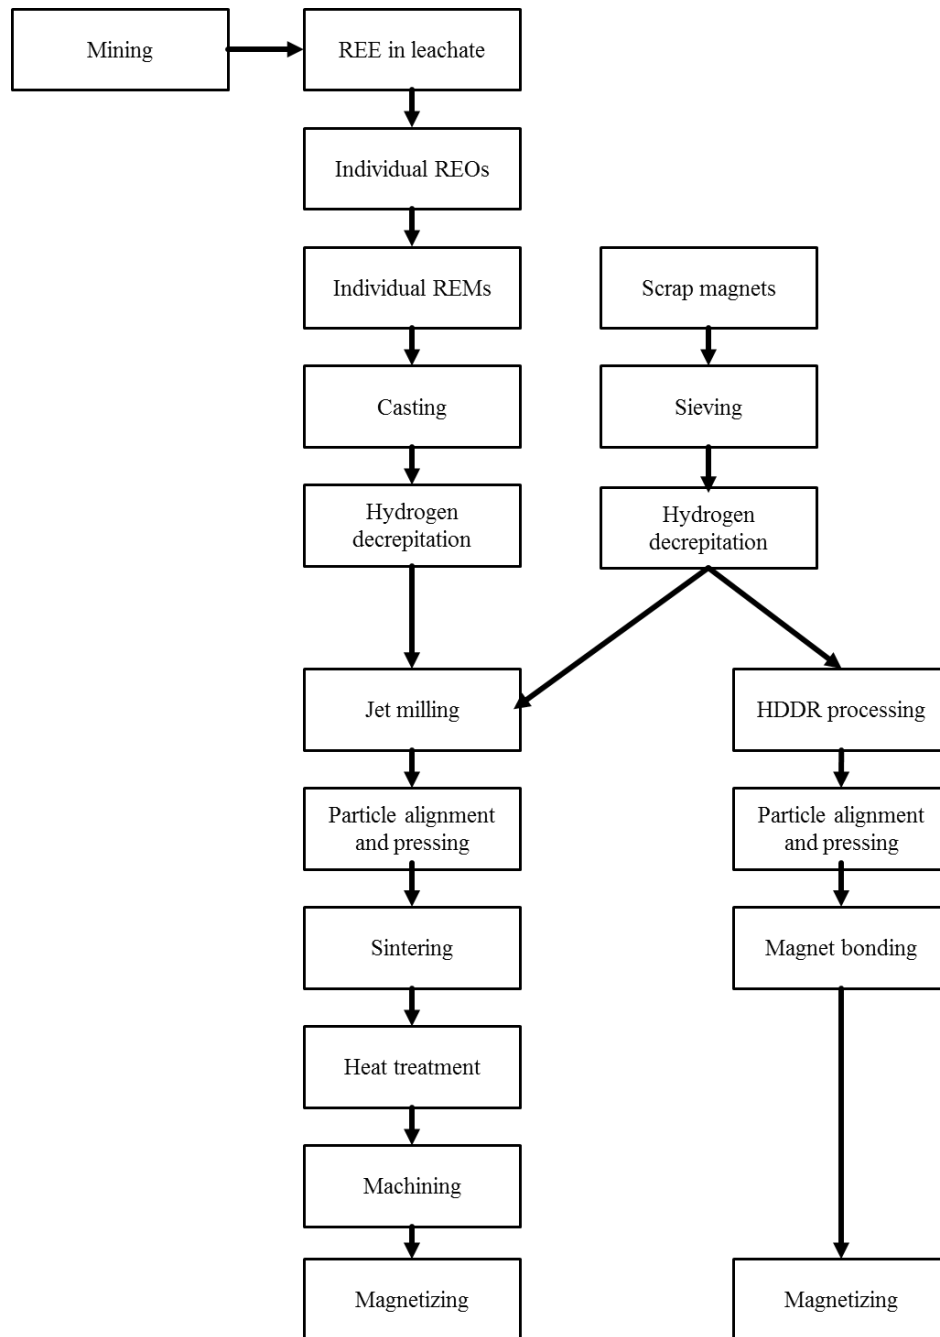 Mining
REE in leachate
Individual REOs
Individual REMs
Scrap magnets
Casting
Sieving
Hydrogen
decrepitation
Hydrogen
decrepitation
Jet milling
HDDR processing
Particle alignment
and pressing
Particle alignment
and pressing
Sintering
Magnet bonding
Heat treatment
Machining
Magnetizing
Magnetizing